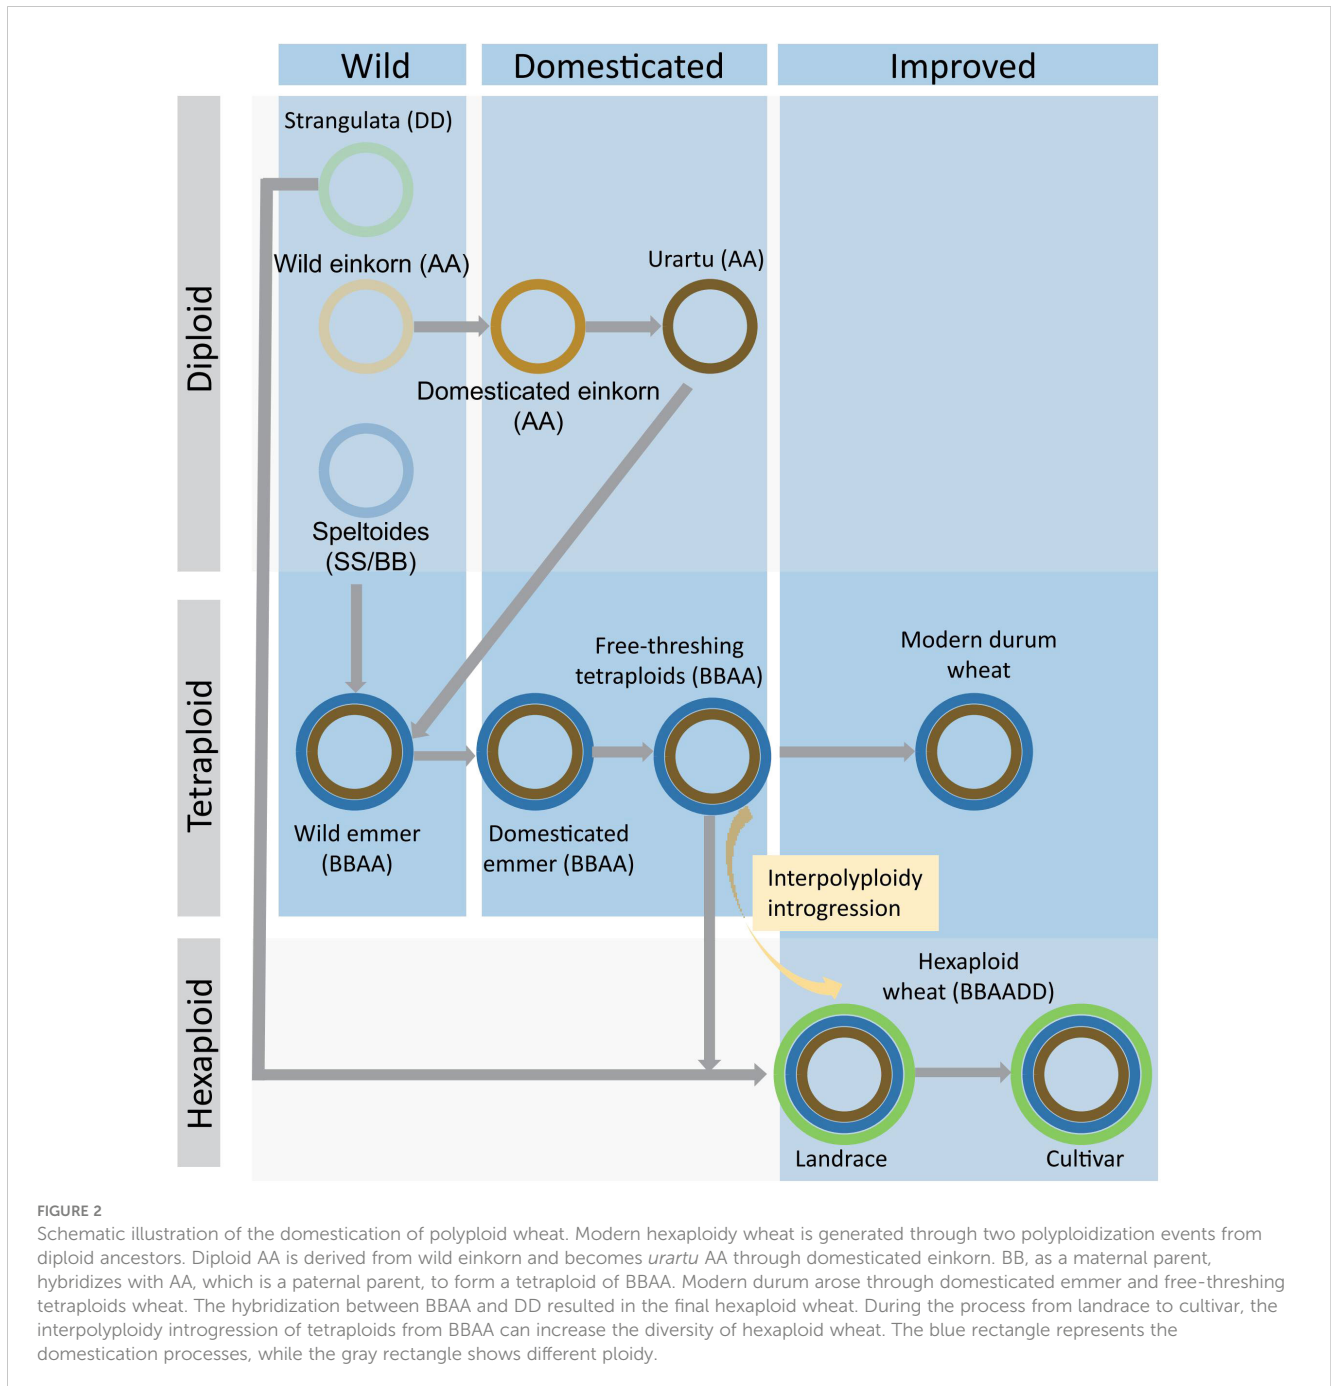 Wild
Domesticated
Improved
Diploid
Strangulata (DD)
Wild einkorn (AA)
Urartu (AA)
Domesticated einkorn
(AA)
Speltoides
(SS/BB)
Tetraploid
Free-threshing
tetraploids (BBAA)
Modern durum
wheat
Wild emmer
(BBAA)
Domesticated
emmer (BBAA)
Interpolyploidy
introgression
Hexaploid
Hexaploid
wheat (BBAADD)
Landrace
Cultivar
FIGURE 2
Schematic illustration of the domestication of polyploid wheat. Modern hexaploidy wheat is generated through two polyploidization events from
diploid ancestors. Diploid AA is derived from wild einkorn and becomes urartu AA through domesticated einkorn. BB, as a maternal parent,
hybridizes with AA, which is a paternal parent, to form a tetraploid of BBAA. Modern durum arose through domesticated emmer and free-threshing
tetraploids wheat. The hybridization between BBAA and DD resulted in the final hexaploid wheat. During the process from landrace to cultivar, the
interpolyploidy introgression of tetraploids from BBAA can increase the diversity of hexaploid wheat. The blue rectangle represents the
domestication processes, while the gray rectangle shows different ploidy.